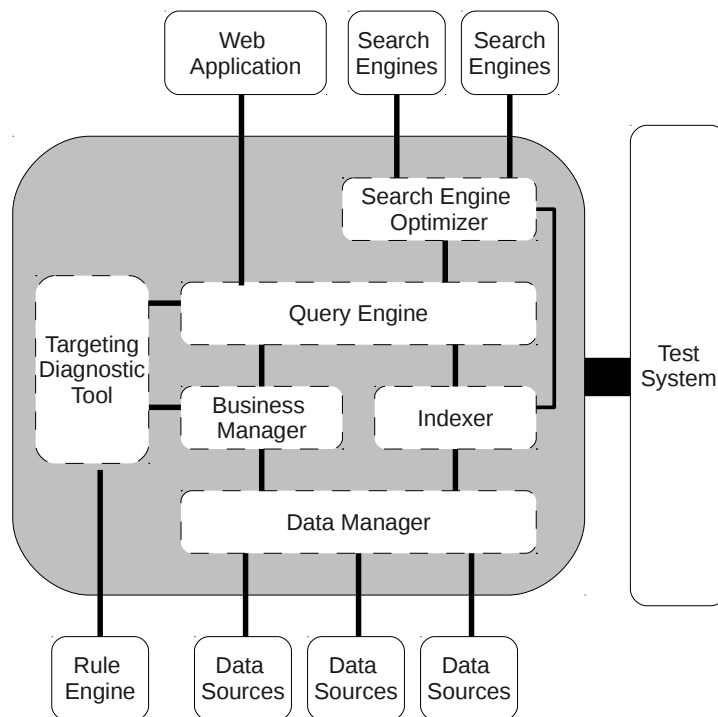 Web
Application
Search
Engines
Search
Engines
Search Engine
Optimizer
Query Engine
Targeting
Diagnostic
Tool
Business
Manager
Indexer
Test
System
Data Manager
Rule
Engine
Data
Sources
Data
Sources
Data
Sources